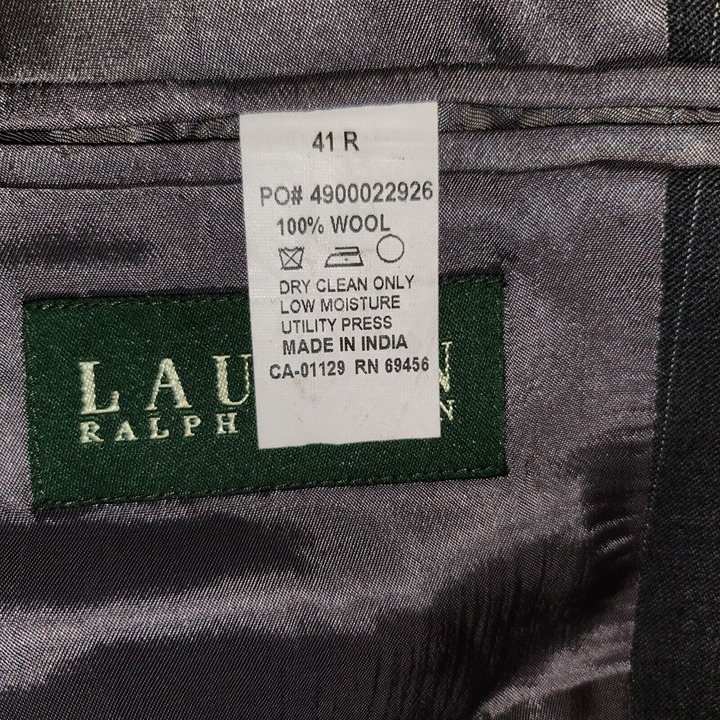 41 R
PO# 4900022926
100% WOOL
DRY CLEAN ONLY
LOW MOISTURE
UTILITY PRESS
MADE IN INDIA
CA-01129 RN 69456
RALPH